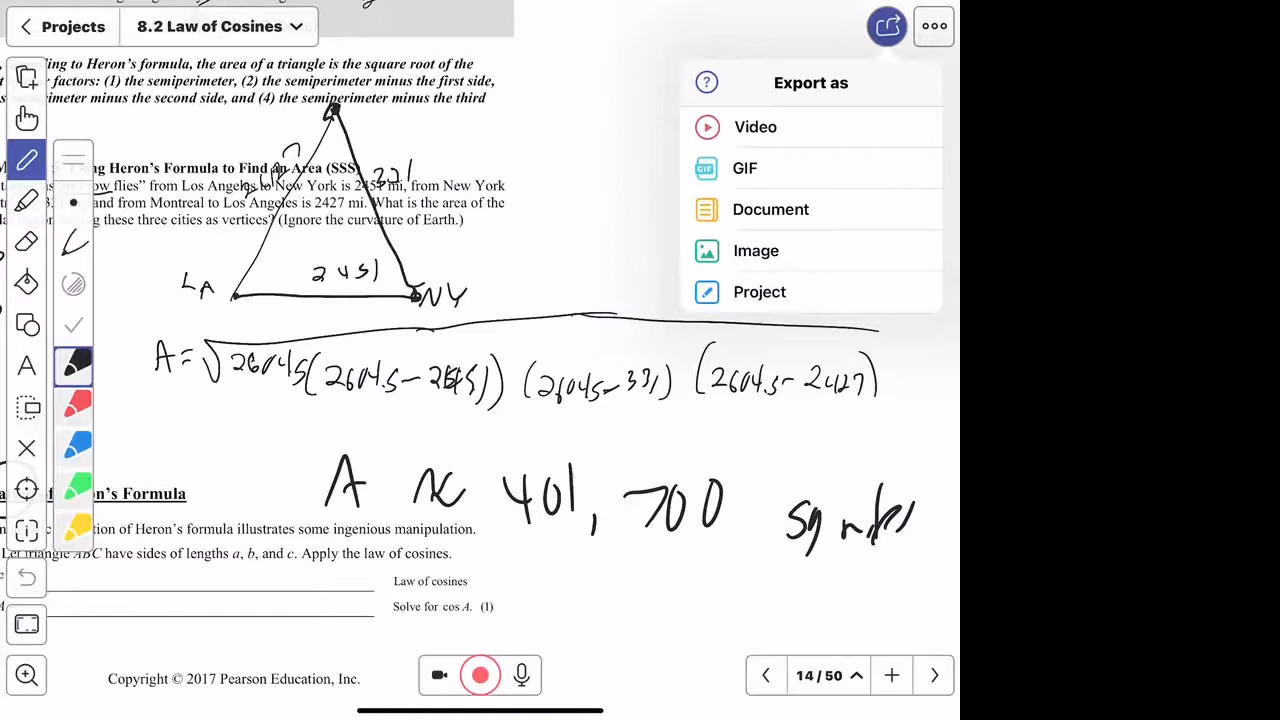 Projects
8.2 Law of Cosines
to Heron's formula, the area of a triangle is the square root of the
factors: (1) the semiperimeter, (2) the semiperimeter minus the first side,
minus the second side, and (4) the semiperimeter minus the third
Heron's Formula to Find an Area (SSS)
flies" from Los Angeles to New York is 2451 mi, from New York
and from Montreal to Los Angeles is 2427 mi. What is the area of the
these three cities as vertices? (Ignore the curvature of Earth.)
331
2451
LA
NY
A = √2604.5(2604.5-2451)(2604.5-331)(2604.5-2427)
A ≈ 401,700 sq miles
Formula
of Heron's formula illustrates some ingenious manipulation.
Let triangle ABC have sides of lengths a, b, and c. Apply the law of cosines.
Law of cosines
Solve for cos A. (1)
Copyright © 2017 Pearson Education, Inc.
14/50
Export as
Video
GIF
GIF
Document
Image
Project